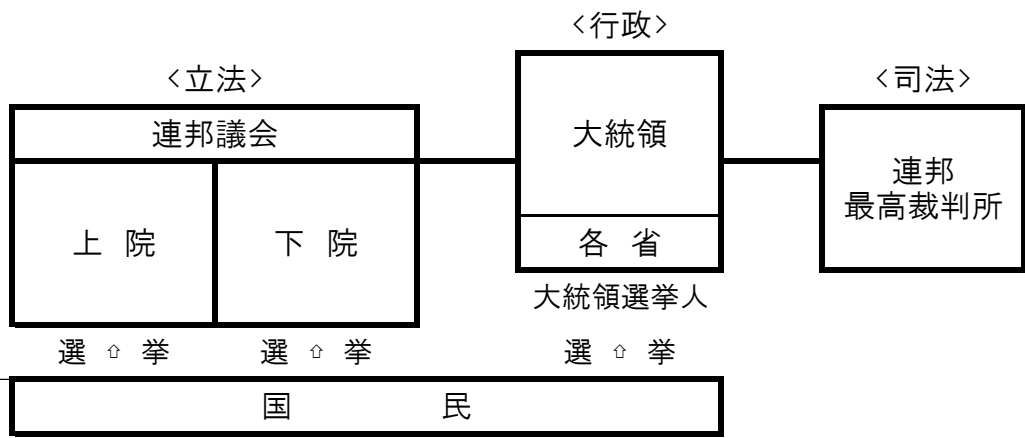 <行政>
<立法>
<司法>
連邦議会
大統領
連邦
最高裁判所
上 院
下 院
各 省
大統領選挙人
選 ⇧ 挙
選 ⇧ 挙
選 ⇧ 挙
国 民